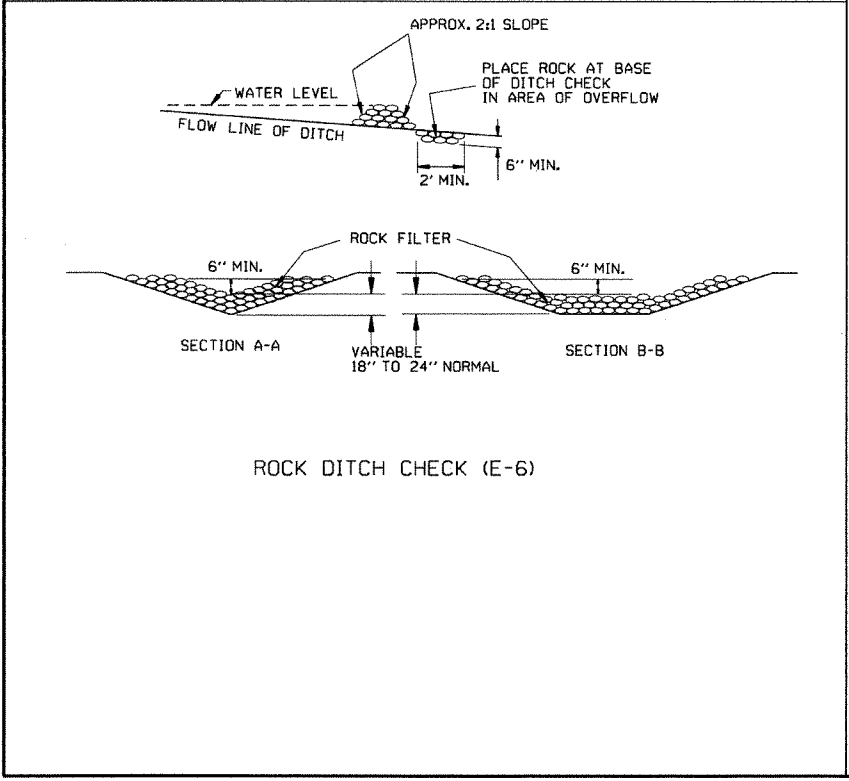 APPROX. 2:1 SLOPE
PLACE ROCK AT BASE
OF DITCH CHECK
IN AREA OF OVERFLOW
WATER LEVEL
FLOW LINE OF DITCH
6'' MIN.
2' MIN.
ROCK FILTER
6'' MIN.
6'' MIN.
SECTION A-A
VARIABLE
18'' TO 24'' NORMAL
SECTION B-B
ROCK DITCH CHECK (E-6)